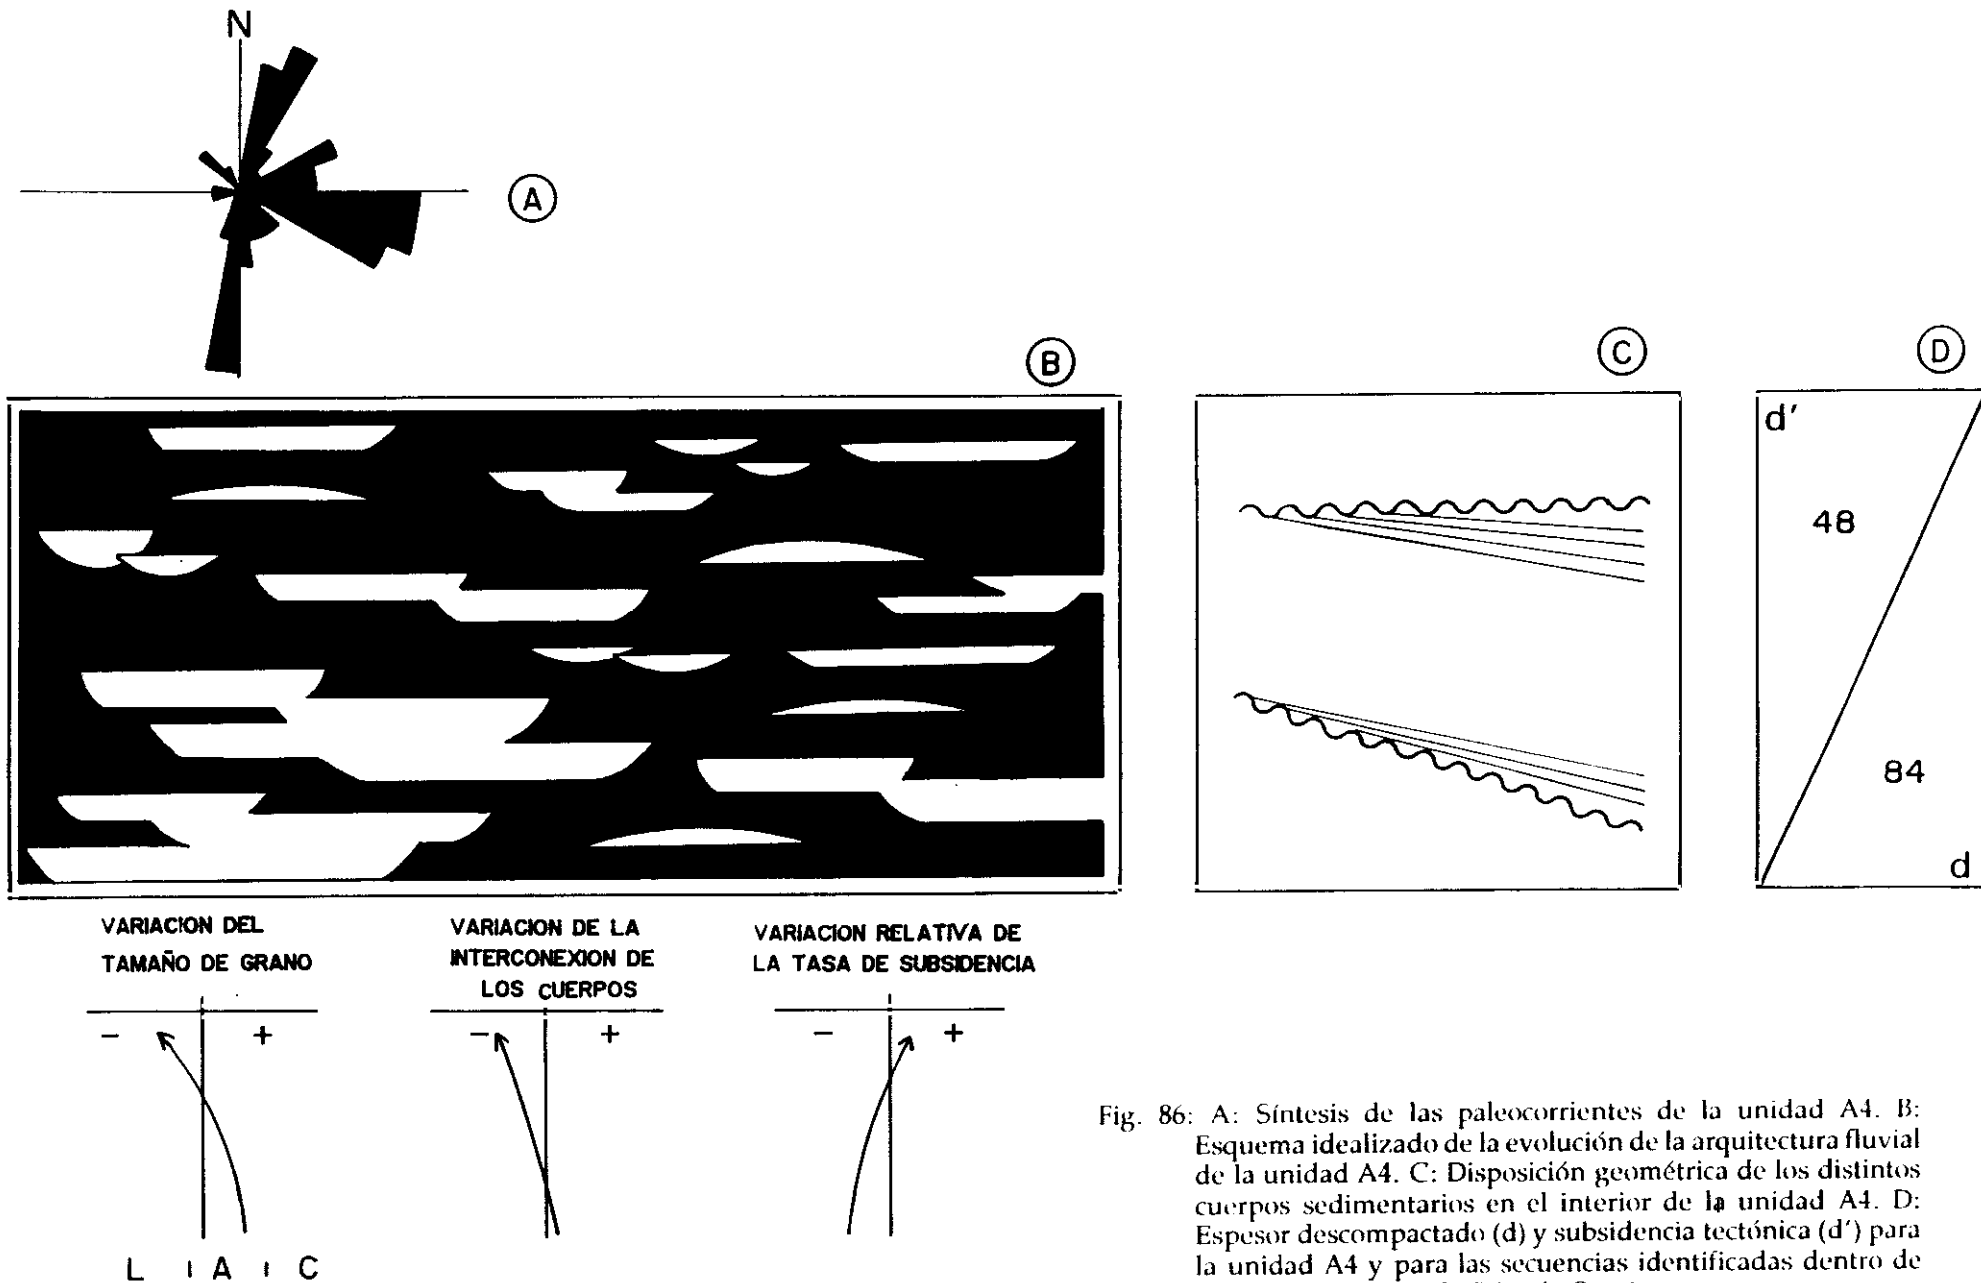 N
A
B
C
D
d'
48
84
d
VARIACION DEL
TAMAÑO DE GRANO
VARIACION DE LA
INTERCONEXION DE
LOS CUERPOS
VARIACION RELATIVA DE
LA TASA DE SUBSIDENCIA
- +
- +
- +
L A C
Fig. 86: A: Síntesis de las paleocorrientes de la unidad A4. B:
Esquema idealizado de la evolución de la arquitectura fluvial
de la unidad A4. C: Disposición geométrica de los distintos
cuerpos sedimentarios en el interior de la unidad A4. D:
Espesor descompactado (d) y subsidencia tectónica (d') para
la unidad A4 y para las secuencias identificadas dentro de